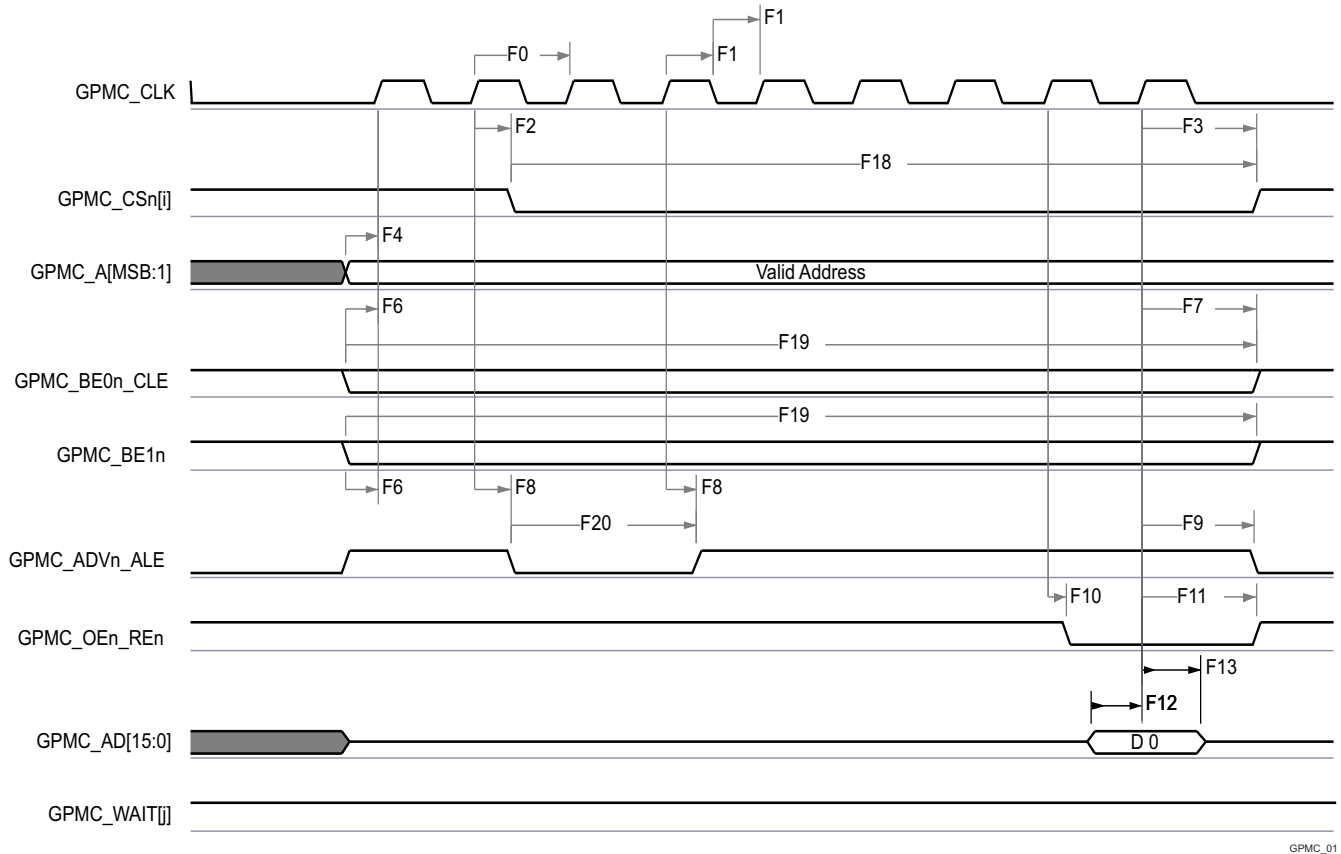 F1
F0
F1
GPMC_CLK
F2
F3
F18
GPMC_CSn[i]
F4
GPMC_A[MSB:1]
Valid Address
F6
F7
F19
GPMC_BE0n_CLE
F19
GPMC_BE1n
F6
F8
F8
F20
F9
GPMC_ADVn_ALE
F10
F11
GPMC_OEn_REn
F13
F12
GPMC_AD[15:0]
D 0
GPMC_WAIT[j]
GPMC_01